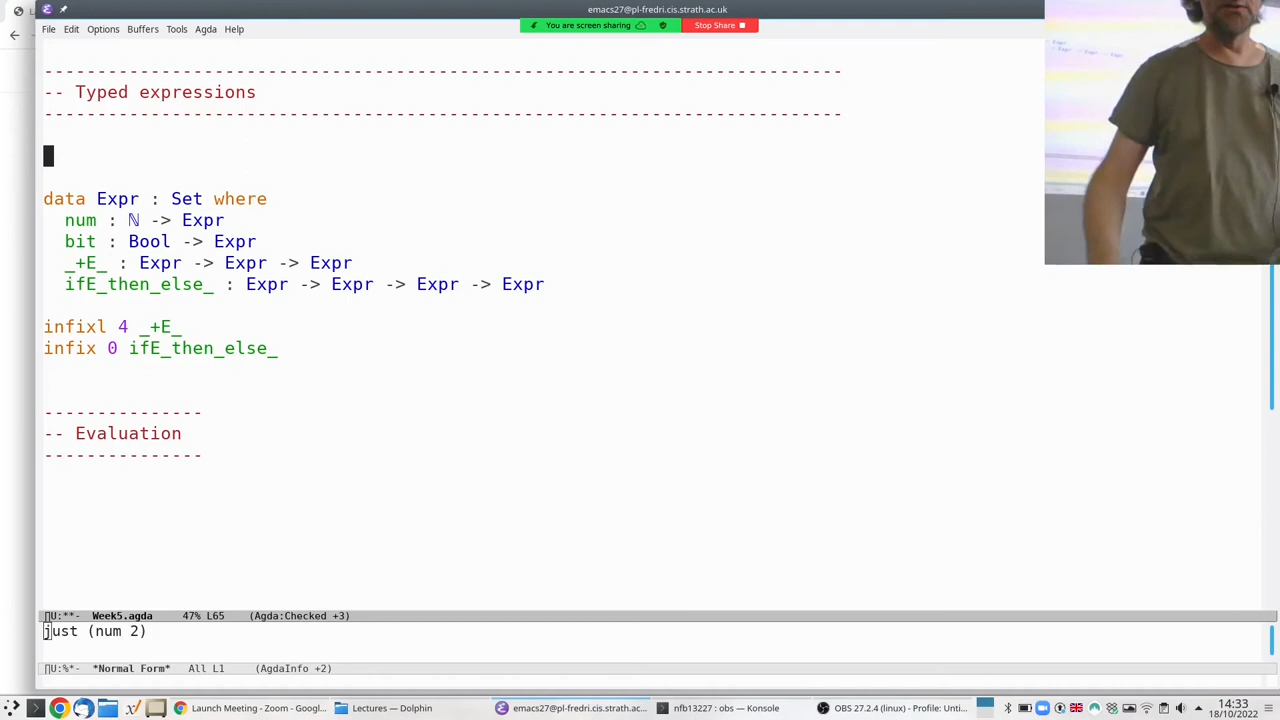 emacs27@pl-fredri.cis.strath.ac.uk
You are screen sharing
Stop Share
File Edit Options Buffers Tools Agda Help
---------------------------------------------------------------------------
-- Typed expressions
---------------------------------------------------------------------------
data Expr : Set where
num : ℕ -> Expr
bit : Bool -> Expr
_+E_ : Expr -> Expr -> Expr
ifE_then_else_ : Expr -> Expr -> Expr -> Expr
infixl 4 _+E_
infix 0 ifE_then_else_
---------------
-- Evaluation
---------------
U:**- Week5.agda 47% L65 (Agda:Checked +3)
just (num 2)
U:%*- *Normal Form* All L1 (AgdaInfo +2)
Launch Meeting - Zoom - Googl...
Lectures — Dolphin
emacs27@pl-fredri.cis.strath.ac...
nfb13227 : obs — Konsole
OBS 27.2.4 (linux) - Profile: Unti...
14:33
18/10/2022